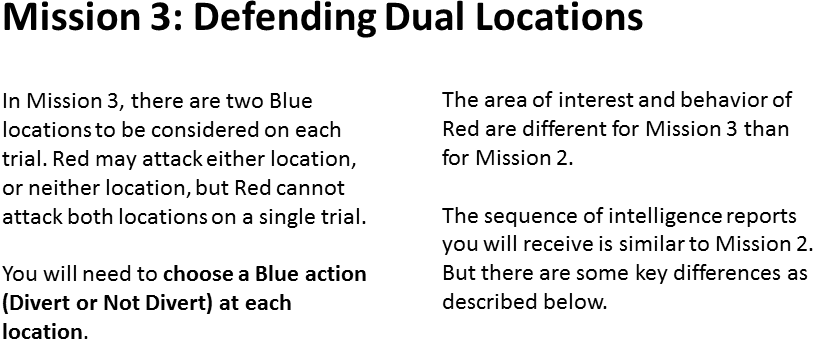 Mission 3: Defending Dual Locations
In Mission 3, there are two Blue
locations to be considered on each
trial. Red may attack either location,
or neither location, but Red cannot
attack both locations on a single trial.
You will need to choose a Blue action
(Divert or Not Divert) at each
location.
The area of interest and behavior of
Red are different for Mission 3 than
for Mission 2.
The sequence of intelligence reports
you will receive is similar to Mission 2.
But there are some key differences as
described below.